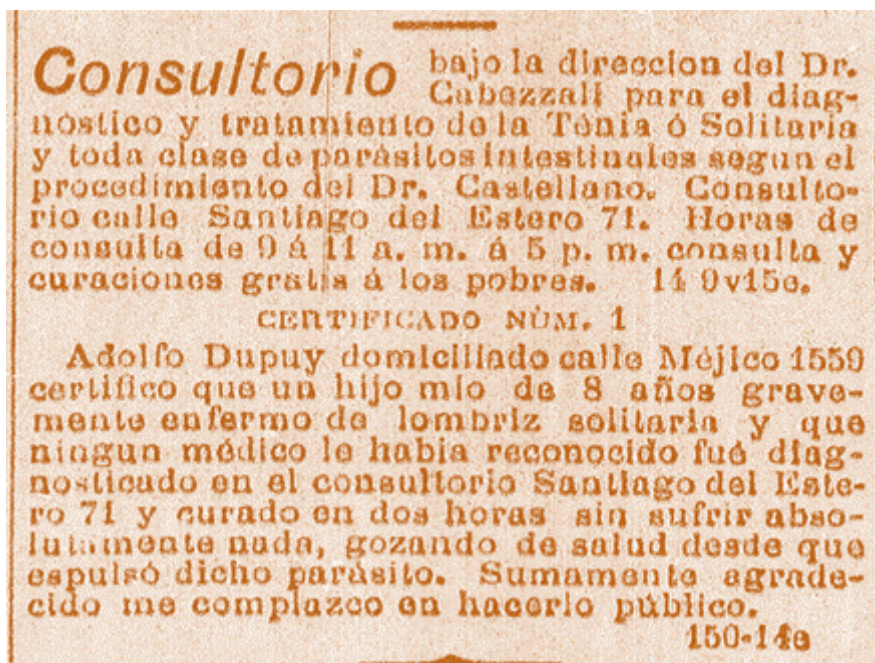 Consultorio bajo la direccion del Dr.
Cabezzali para el diag-
nóstico y tratamiento de la Ténia ó Solitaria
y toda clase de parásitos intestinales segun el
procedimiento del Dr. Castellano. Consulto-
rio calle Santiago del Estero 71. Horas de
consulta de 9 á 11 a. m. á 5 p. m. consulta y
curaciones gratis á los pobres. 14 9v15e.
CERTIFICADO NÚM. 1
Adolfo Dupuy domiciliado calle Méjico 1559
certifico que un hijo mio de 8 años grave-
mente enfermo de lombriz solitaria y que
ningun médico le habia reconocido fué diag-
nosticado en el consultorio Santiago del Este-
ro 71 y curado en dos horas sin sufrir abso-
lutamente nada, gozando de salud desde que
espulsó dicho parásito. Sumamente agrade-
cido me complazco en hacerlo público.
150-14e